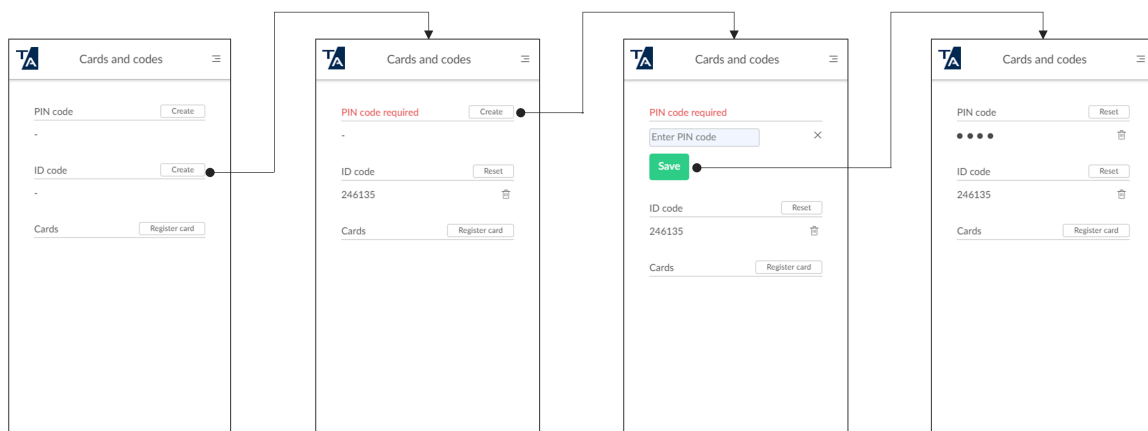 TA Cards and codes
PIN code Create
-
ID code Create
-
Cards Register card
TA Cards and codes
PIN code required Create
-
ID code Reset
246135
Cards Register card
TA Cards and codes
PIN code required
Enter PIN code
Save
ID code Reset
246135
Cards Register card
TA Cards and codes
PIN code Reset
••••
ID code Reset
246135
Cards Register card